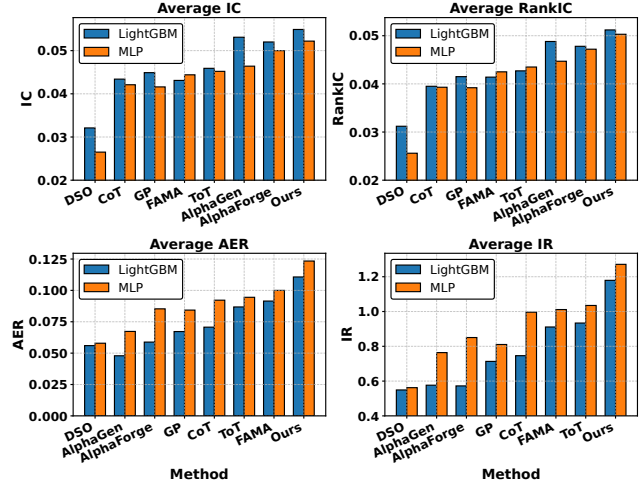 Average IC
LightGBM
MLP
0.05
0.04
0.03
0.02
IC
DSO
CoT
GP
FAMA
ToT
AlphaGen
AlphaForge
Ours
Average RankIC
LightGBM
MLP
0.05
0.04
0.03
0.02
RankIC
DSO
CoT
GP
FAMA
ToT
AlphaGen
AlphaForge
Ours
Average AER
LightGBM
MLP
0.125
0.100
0.075
0.050
0.025
0.000
AER
DSO
AlphaGen
AlphaForge
GP
CoT
ToT
FAMA
Ours
Method
Average IR
LightGBM
MLP
1.2
1.0
0.8
0.6
0.4
IR
DSO
AlphaGen
AlphaForge
GP
CoT
FAMA
ToT
Ours
Method